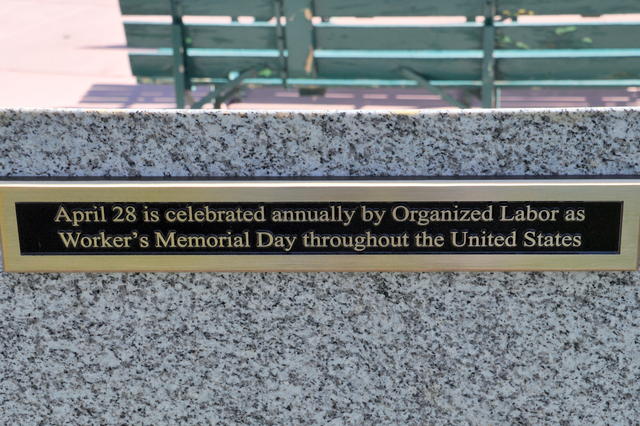 April 28 is celebrated annually by Organized Labor as
Worker’s Memorial Day throughout the United States